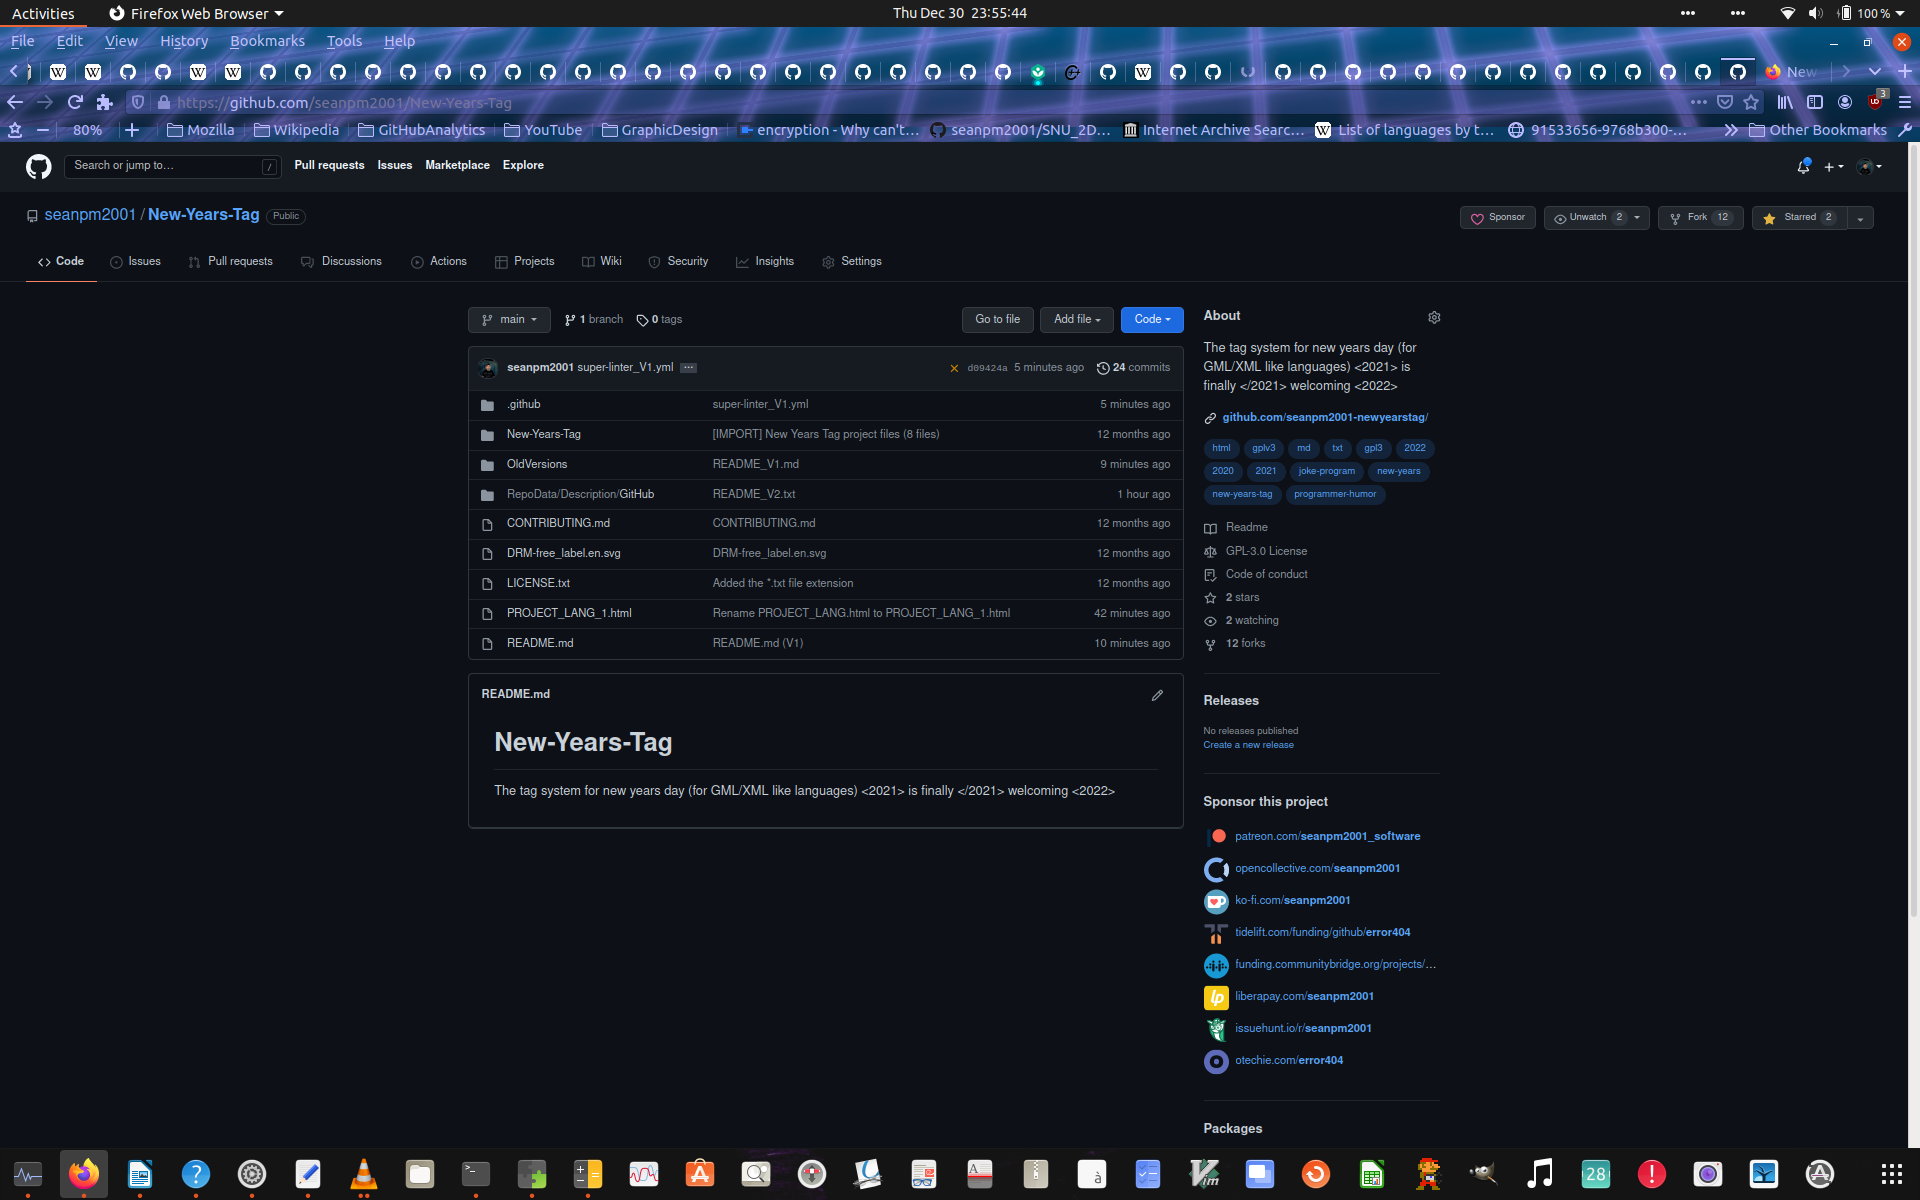 Activities
Firefox Web Browser
Thu Dec 30 23:55:44
100 %
File Edit View History Bookmarks Tools Help
New
https://github.com/seanpm2001/New-Years-Tag
3
80%
Mozilla
Wikipedia
GitHubAnalytics
YouTube
GraphicDesign
encryption - Why can't...
seanpm2001/SNU_2D...
Internet Archive Searc...
List of languages by t...
91533656-9768b300-...
Other Bookmarks
Search or jump to...
/
Pull requests Issues Marketplace Explore
seanpm2001 / New-Years-Tag Public
Sponsor
Unwatch 2
Fork 12
Starred 2
Code Issues Pull requests Discussions Actions Projects Wiki Security Insights Settings
main
1 branch
0 tags
Go to file
Add file
Code
seanpm2001 super-linter_V1.yml ...
d09424a 5 minutes ago
24 commits
.github super-linter_V1.yml 5 minutes ago
New-Years-Tag [IMPORT] New Years Tag project files (8 files) 12 months ago
OldVersions README_V1.md 9 minutes ago
RepoData/Description/GitHub README_V2.txt 1 hour ago
CONTRIBUTING.md CONTRIBUTING.md 12 months ago
DRM-free_label.en.svg DRM-free_label.en.svg 12 months ago
LICENSE.txt Added the *.txt file extension 12 months ago
PROJECT_LANG_1.html Rename PROJECT_LANG.html to PROJECT_LANG_1.html 42 minutes ago
README.md README.md (V1) 10 minutes ago
README.md
New-Years-Tag
The tag system for new years day (for GML/XML like languages) <2021> is finally </2021> welcoming <2022>
About
The tag system for new years day (for
GML/XML like languages) <2021> is
finally </2021> welcoming <2022>
github.com/seanpm2001-newyearstag/
html gplv3 md txt gpl3 2022
2020 2021 joke-program new-years
new-years-tag programmer-humor
Readme
GPL-3.0 License
Code of conduct
2 stars
2 watching
12 forks
Releases
No releases published
Create a new release
Sponsor this project
patreon.com/seanpm2001_software
opencollective.com/seanpm2001
ko-fi.com/seanpm2001
tidelift.com/funding/github/error404
funding.communitybridge.org/projects/...
lp
liberapay.com/seanpm2001
issuehunt.io/r/seanpm2001
otechie.com/error404
Packages
28